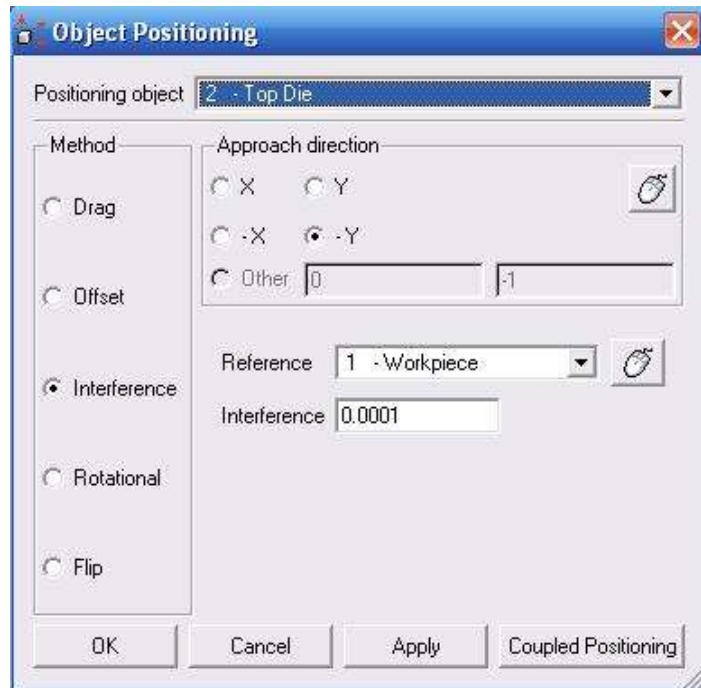 Object Positioning
Positioning object 2 - Top Die
Method
Drag
Offset
Interference
Rotational
Flip
Approach direction
X Y
-X -Y
Other 0 -1
Reference 1 - Workpiece
Interference 0.0001
OK Cancel Apply Coupled Positioning